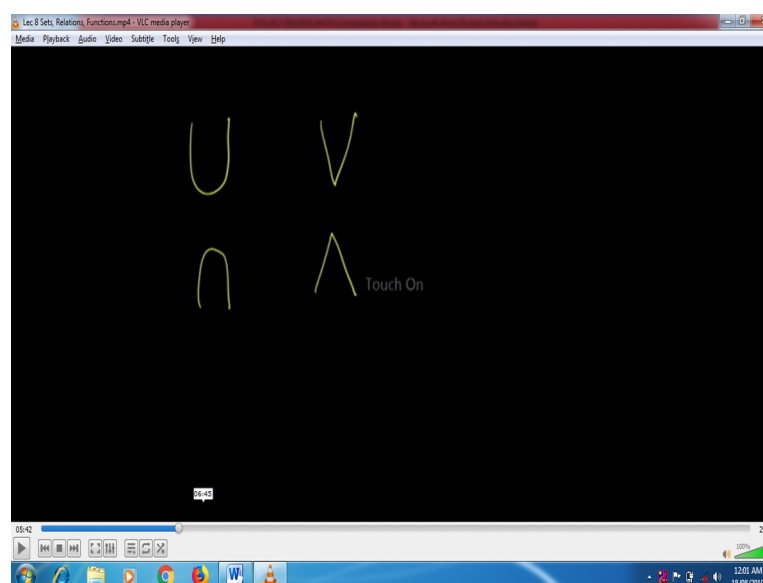 Lec 8 Sets, Relations, Functions.mp4 - VLC media player
Media Playback Audio Video Subtitle Tools View Help
∪ ∨
∩ ∧
Touch On
06:45
05:42
100%
12:01 AM